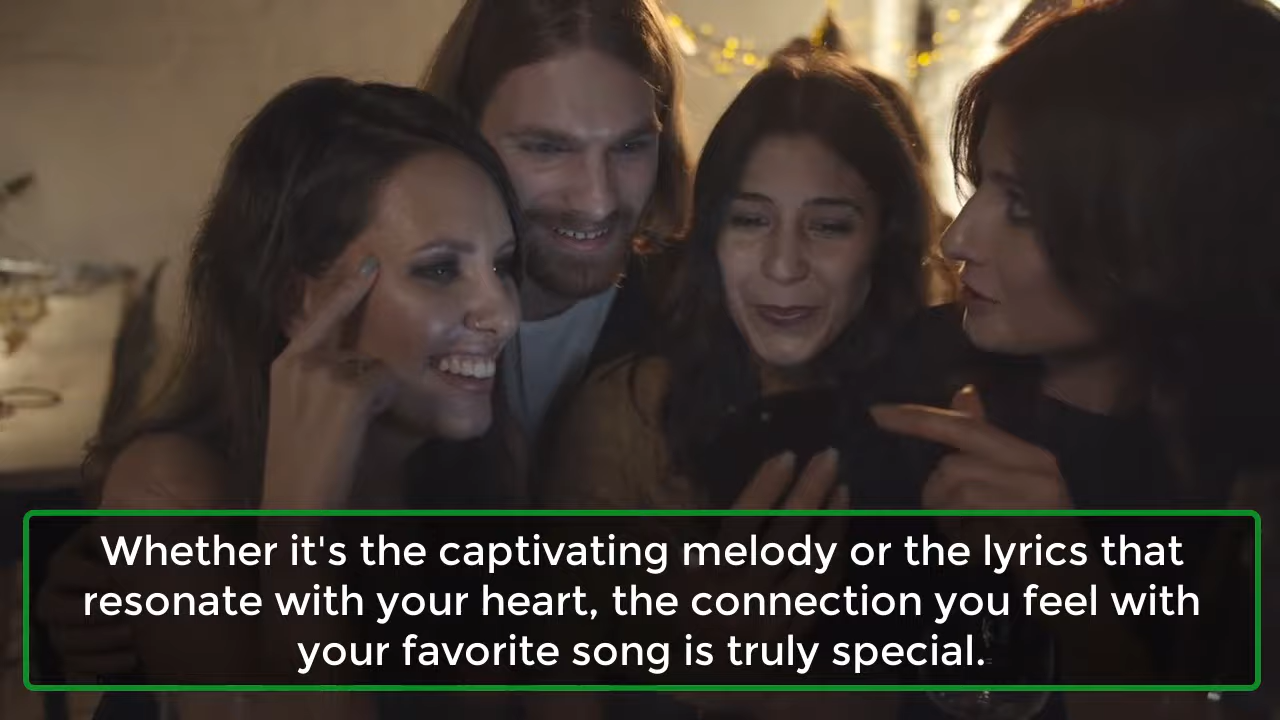 Whether it's the captivating melody or the lyrics that
resonate with your heart, the connection you feel with
your favorite song is truly special.